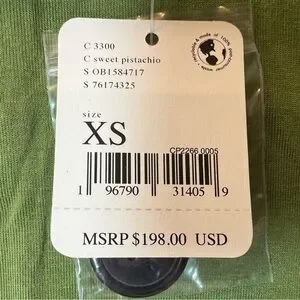 C 3300
C sweet pistachio
S OB1584717
S 76174325
size
XS
CP2266 0005
1 96790 31405 9
MSRP $198.00 USD